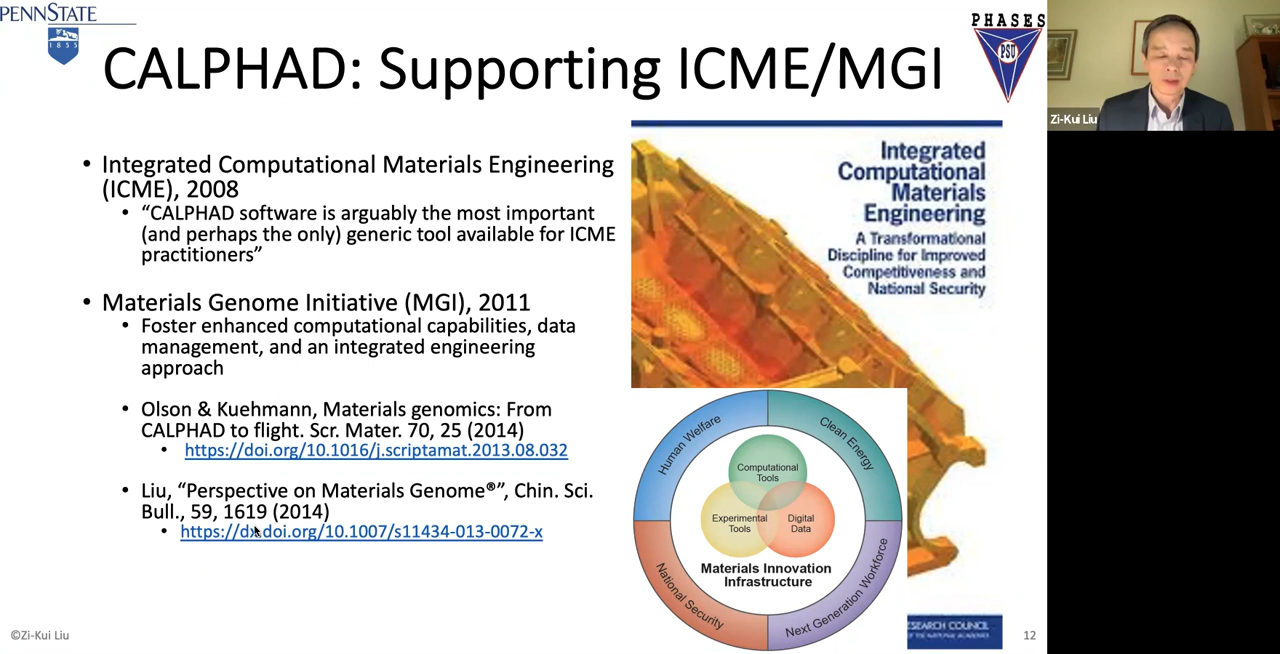 PENNSTATE
1855
CALPHAD: Supporting ICME/MGI
PHASES
PSU
Zi-Kui Liu
• Integrated Computational Materials Engineering
(ICME), 2008
• “CALPHAD software is arguably the most important
(and perhaps the only) generic tool available for ICME
practitioners”
• Materials Genome Initiative (MGI), 2011
• Foster enhanced computational capabilities, data
management, and an integrated engineering
approach
• Olson & Kuehmann, Materials genomics: From
CALPHAD to flight. Scr. Mater. 70, 25 (2014)
• https://doi.org/10.1016/j.scriptamat.2013.08.032
• Liu, “Perspective on Materials Genome®”, Chin. Sci.
Bull., 59, 1619 (2014)
• https://dx.doi.org/10.1007/s11434-013-0072-x
Integrated
Computational
Materials
Engineering
A Transformational
Discipline for Improved
Competitiveness and
National Security
Human Welfare
Clean Energy
Computational
Tools
Experimental
Tools
Digital
Data
Materials Innovation
Infrastructure
National Security
Next Generation Workforce
ESEARCH COUNCIL
OF THE NATIONAL ACADEMIES
©Zi-Kui Liu
12